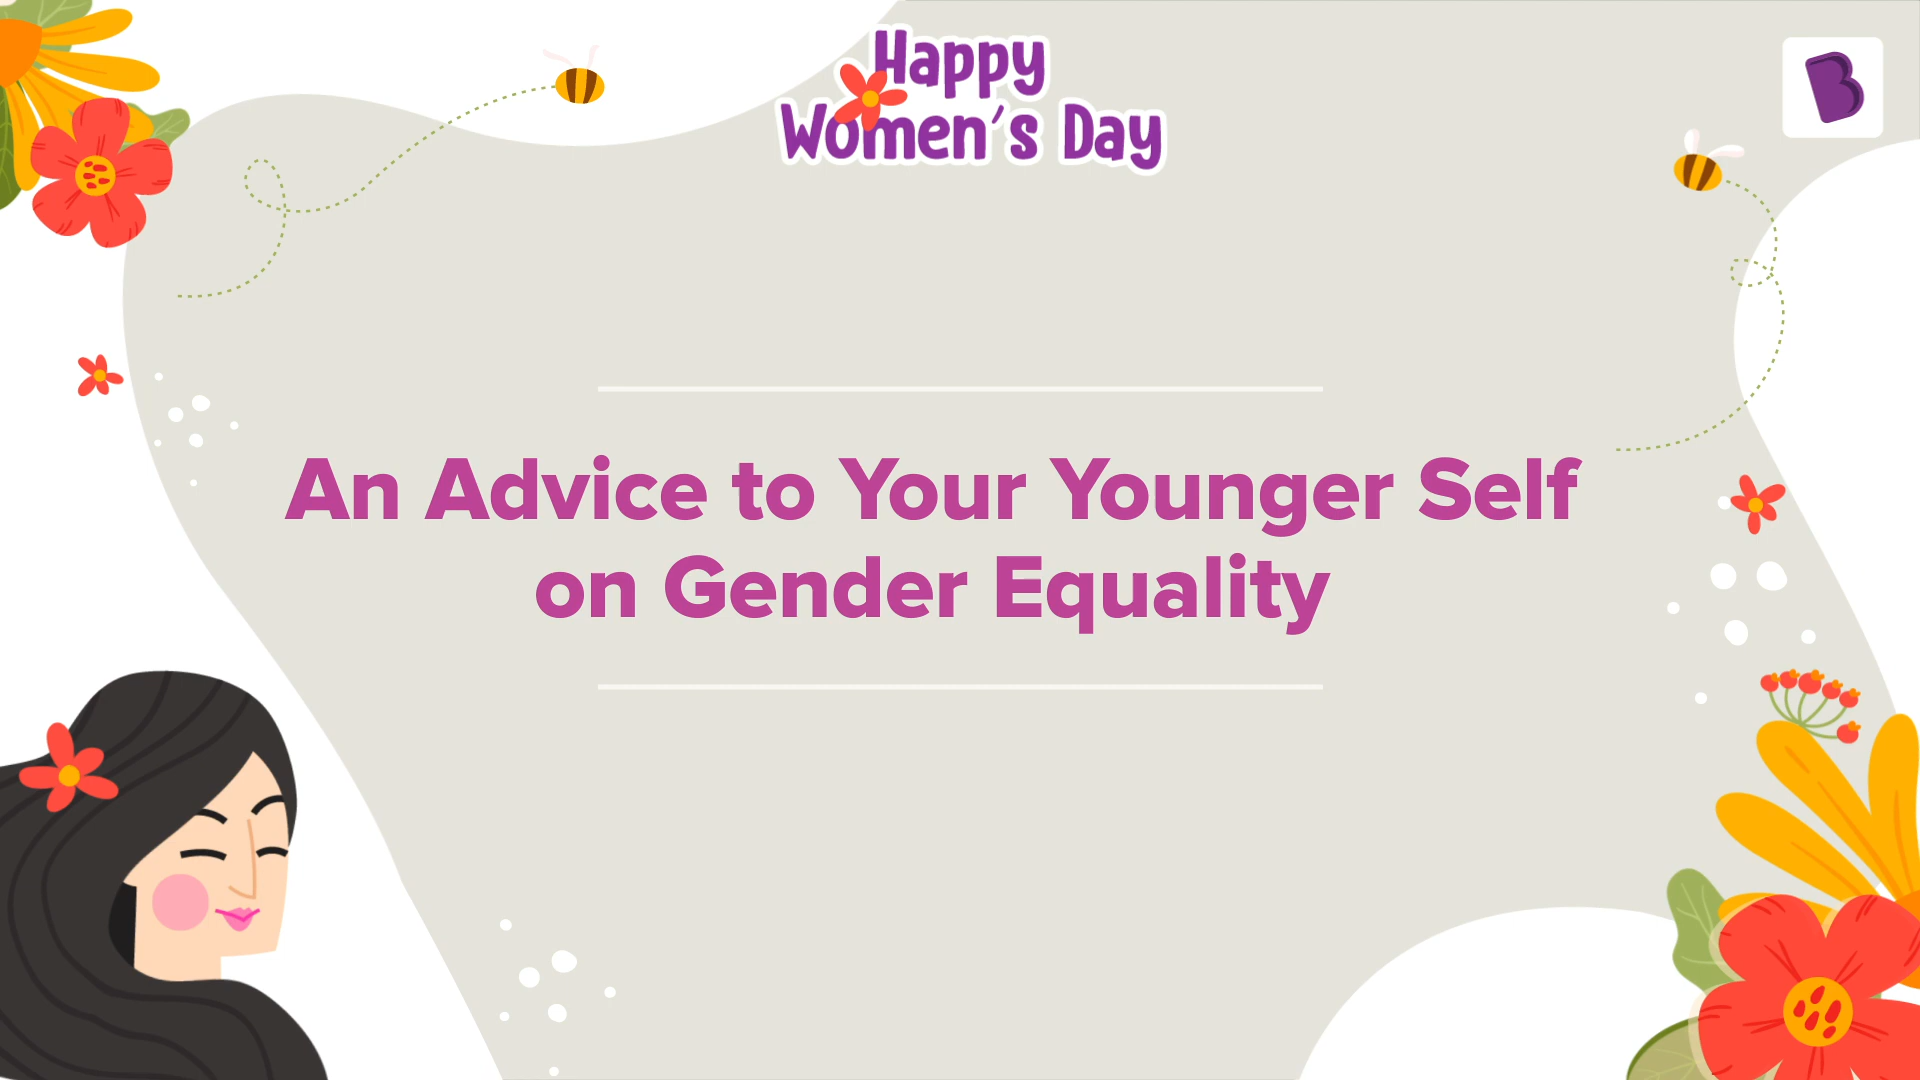 Happy
Women's Day
B
An Advice to Your Younger Self
on Gender Equality